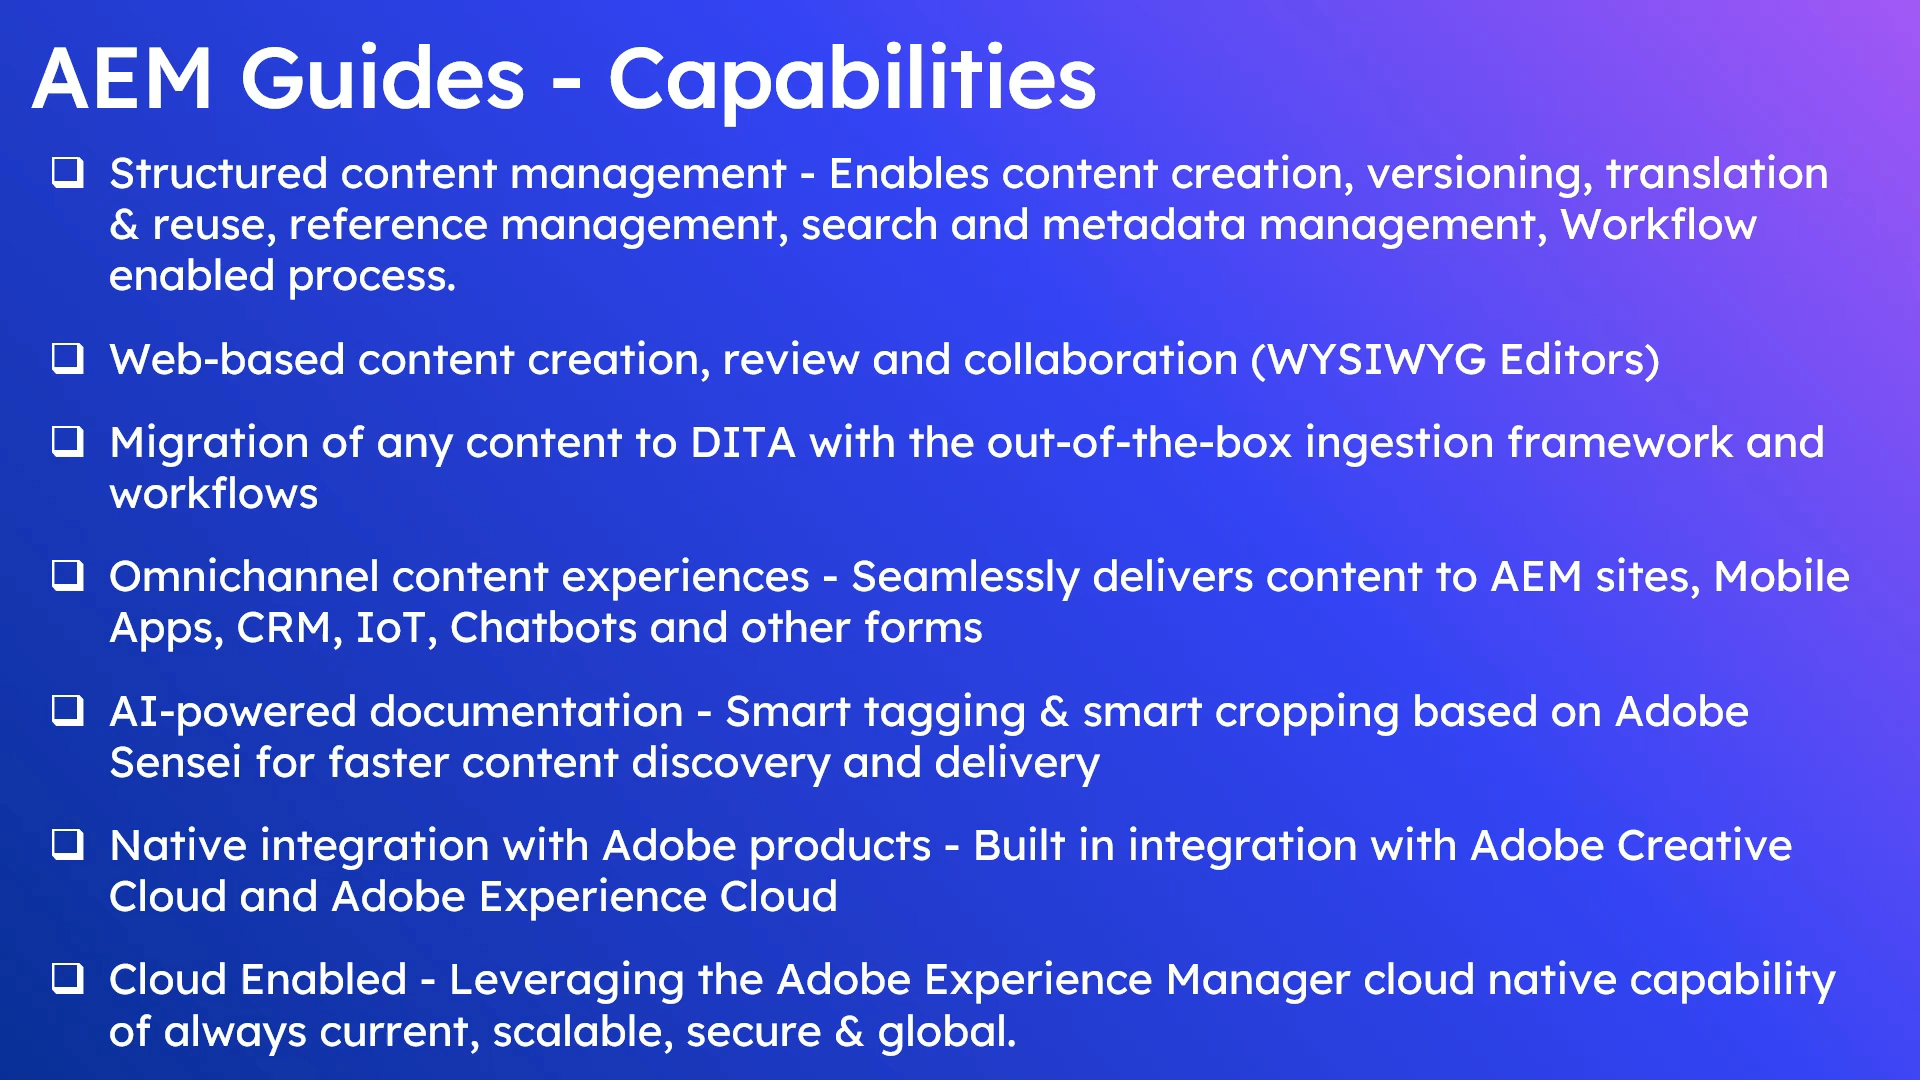 AEM Guides - Capabilities
❑ Structured content management - Enables content creation, versioning, translation
& reuse, reference management, search and metadata management, Workflow
enabled process.
❑ Web-based content creation, review and collaboration (WYSIWYG Editors)
❑ Migration of any content to DITA with the out-of-the-box ingestion framework and
workflows
❑ Omnichannel content experiences - Seamlessly delivers content to AEM sites, Mobile
Apps, CRM, IoT, Chatbots and other forms
❑ AI-powered documentation - Smart tagging & smart cropping based on Adobe
Sensei for faster content discovery and delivery
❑ Native integration with Adobe products - Built in integration with Adobe Creative
Cloud and Adobe Experience Cloud
❑ Cloud Enabled - Leveraging the Adobe Experience Manager cloud native capability
of always current, scalable, secure & global.